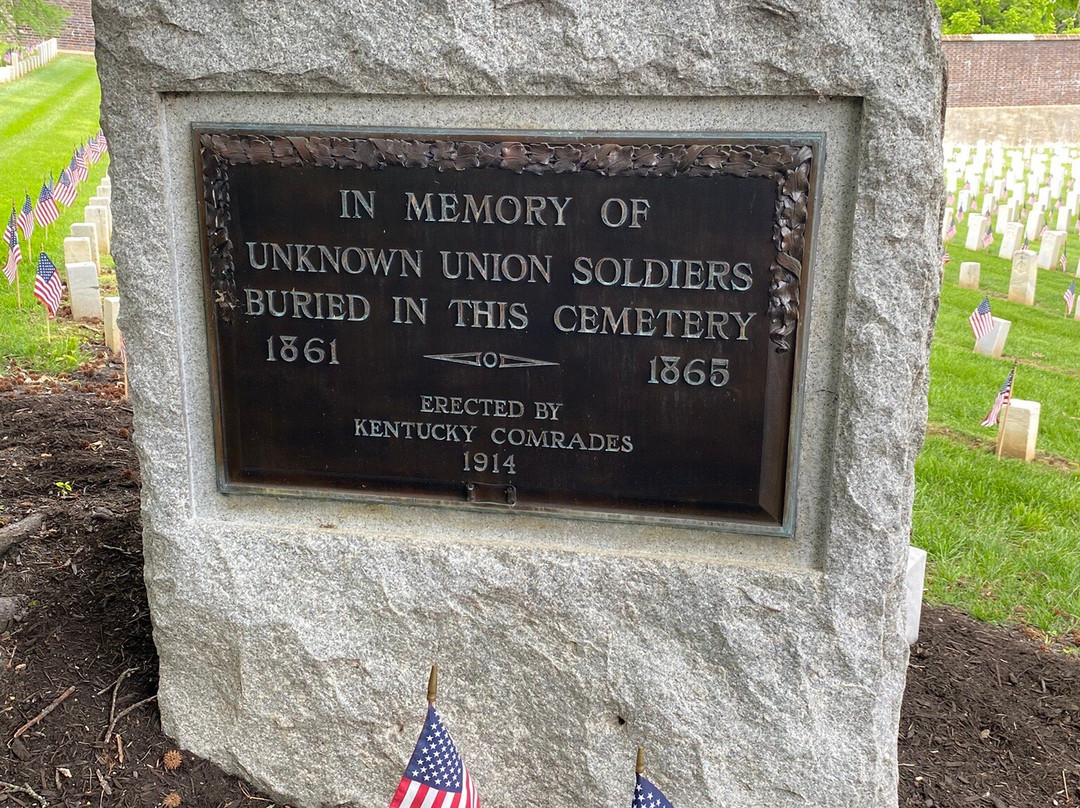 IN MEMORY OF
UNKNOWN UNION SOLDIERS
BURIED IN THIS CEMETERY
1861 1865
ERECTED BY
KENTUCKY COMRADES
1914